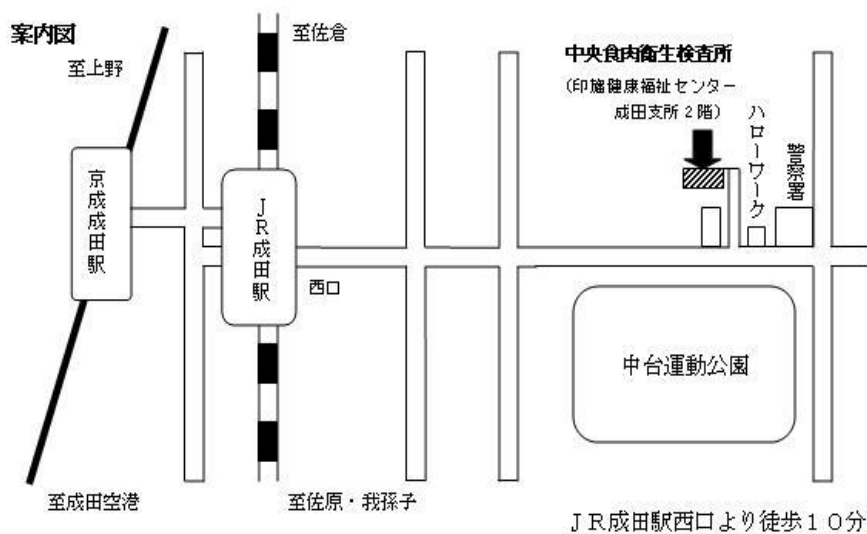 案内図
至上野
至佐倉
中央食肉衛生検査所
(印旛健康福祉センター
成田支所2階)
ハローワーク
警察署
京成成田駅
JR成田駅
西口
中台運動公園
至成田空港
至佐原・我孫子
JR成田駅西口より徒歩10分